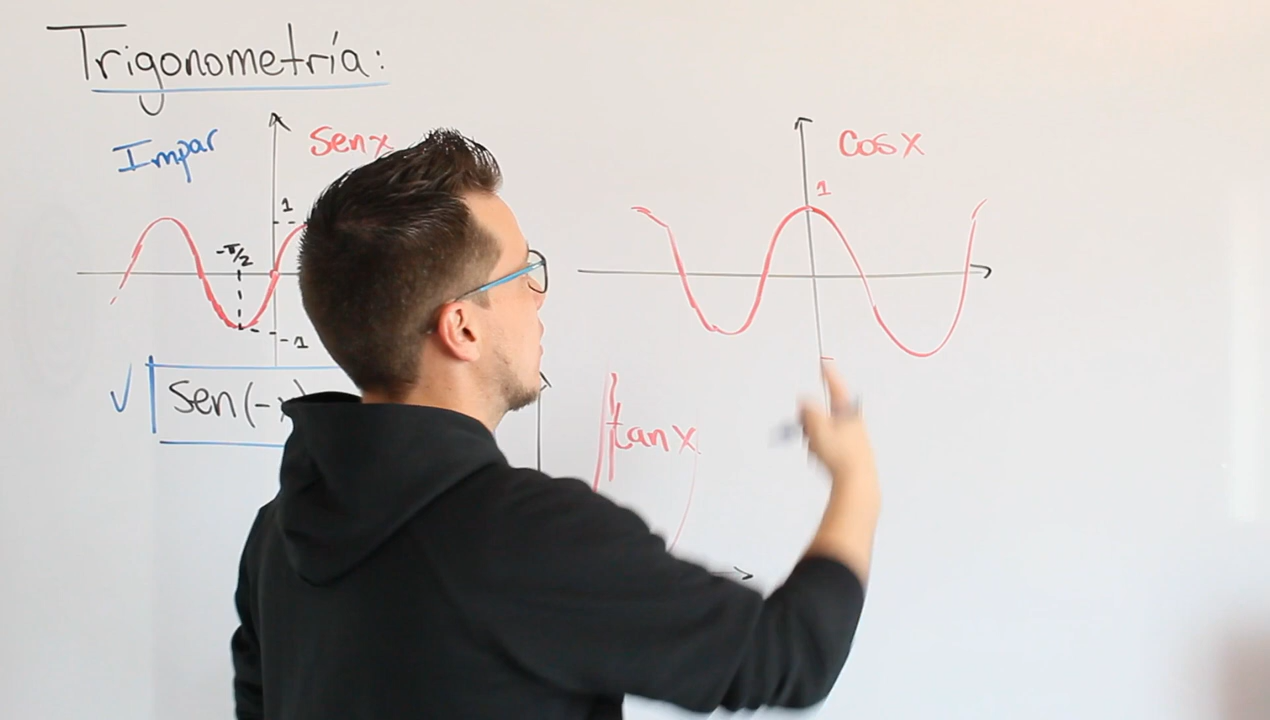 Trigonometría:
Impar
Sen x
1
-π/2
-1
Sen(-x)
Cos x
1
tan x